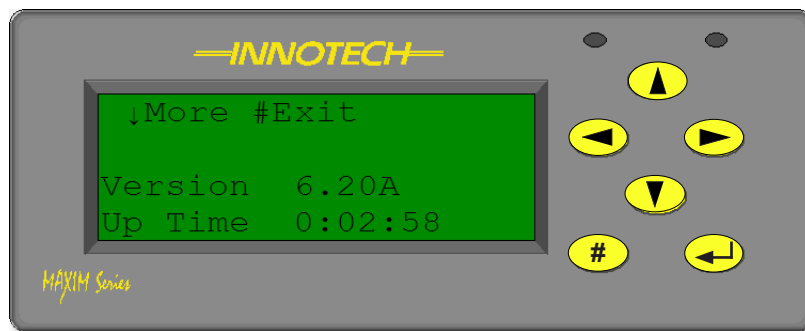 INNOTECH
↓More #Exit
Version 6.20A
Up Time 0:02:58
#
MAXIM Series